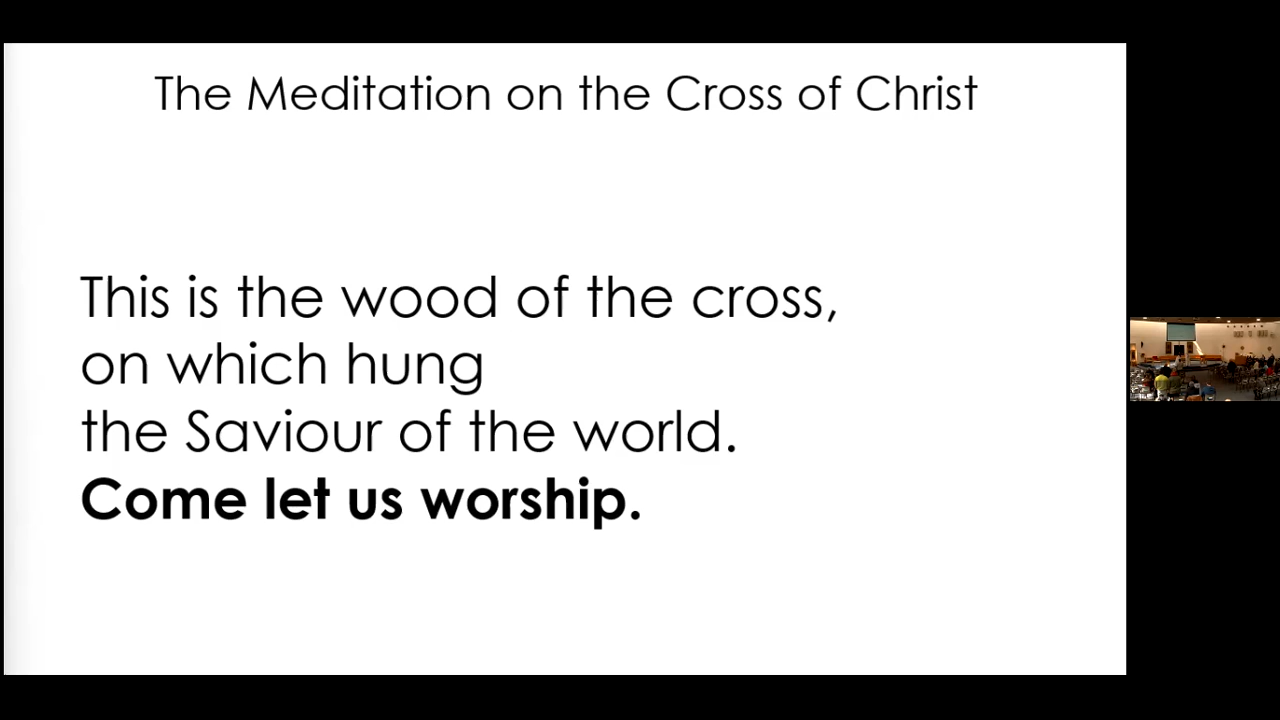 The Meditation on the Cross of Christ
This is the wood of the cross,
on which hung
the Saviour of the world.
Come let us worship.